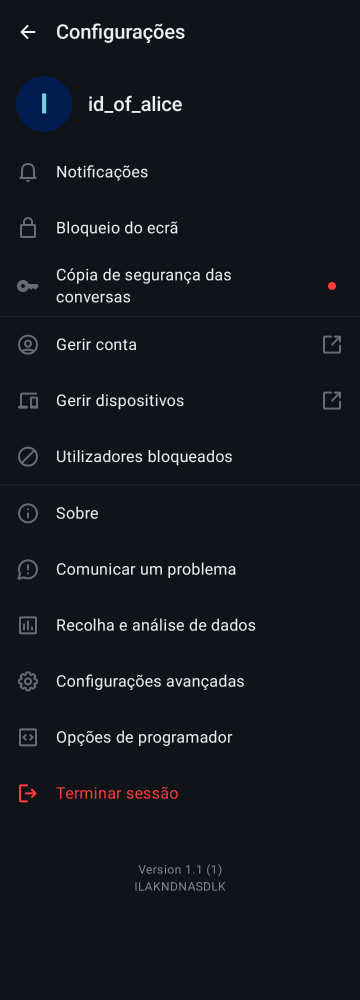 Configurações
I
id_of_alice
Notificações
Bloqueio do ecrã
Cópia de segurança das
conversas
Gerir conta
Gerir dispositivos
Utilizadores bloqueados
Sobre
Comunicar um problema
Recolha e análise de dados
Configurações avançadas
Opções de programador
Terminar sessão
Version 1.1 (1)
ILAKNDNASDLK